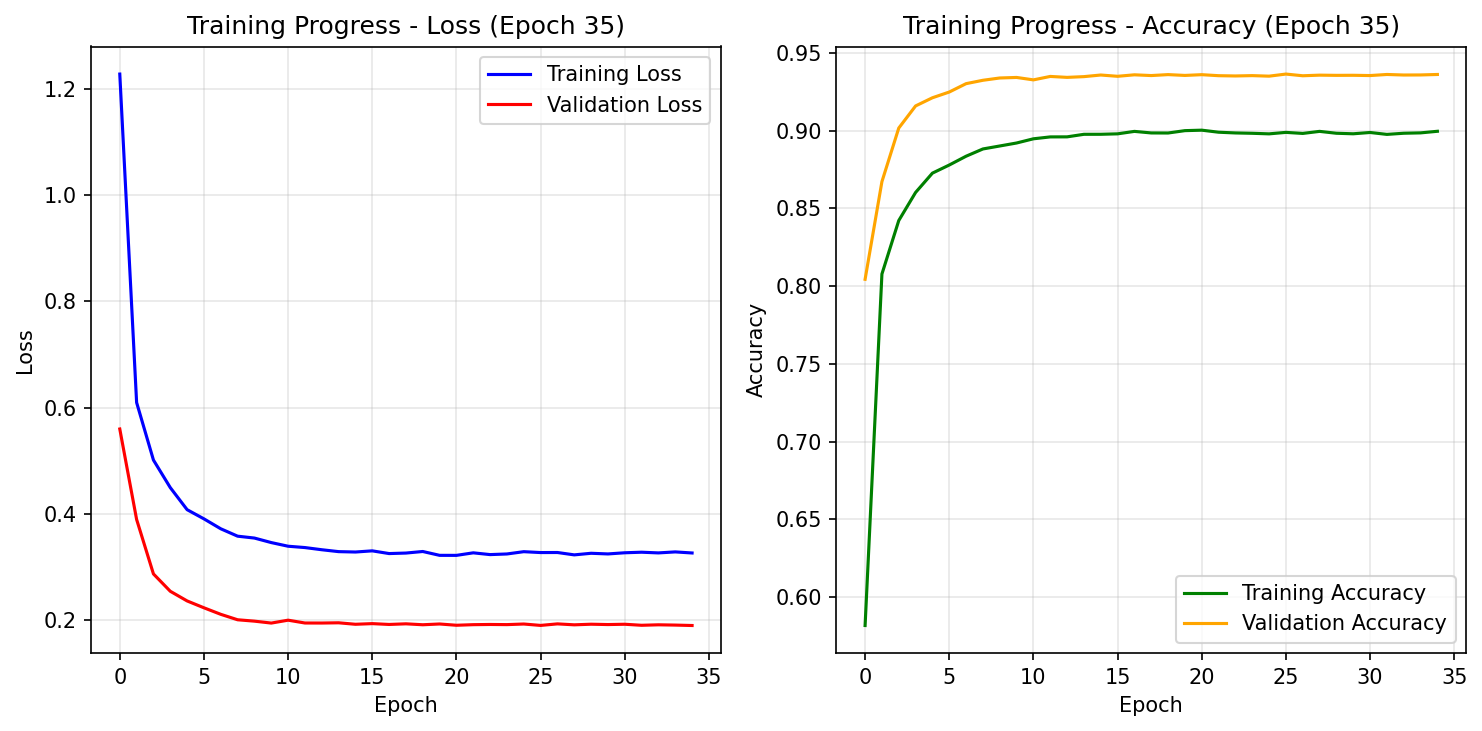 Training Progress - Loss (Epoch 35)
Training Loss
Validation Loss
1.2
1.0
0.8
0.6
0.4
0.2
Loss
0 5 10 15 20 25 30 35
Epoch
Training Progress - Accuracy (Epoch 35)
0.95
0.90
0.85
0.80
0.75
0.70
0.65
0.60
Accuracy
Training Accuracy
Validation Accuracy
0 5 10 15 20 25 30 35
Epoch